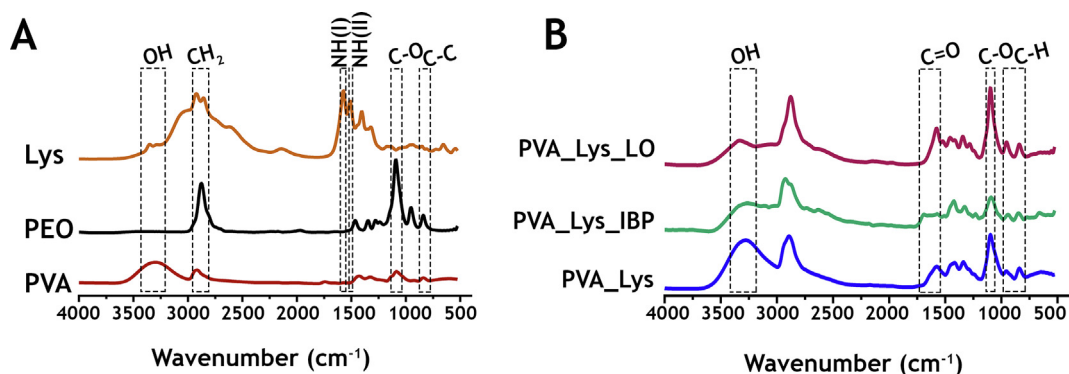 A
OH
CH₂
NH(I)
NH(II)
C-O
C-C
Lys
PEO
PVA
4000 3500 3000 2500 2000 1500 1000 500
Wavenumber (cm⁻¹)
B
OH
C=O
C-O
C-H
PVA_Lys_LO
PVA_Lys_IBP
PVA_Lys
4000 3500 3000 2500 2000 1500 1000 500
Wavenumber (cm⁻¹)